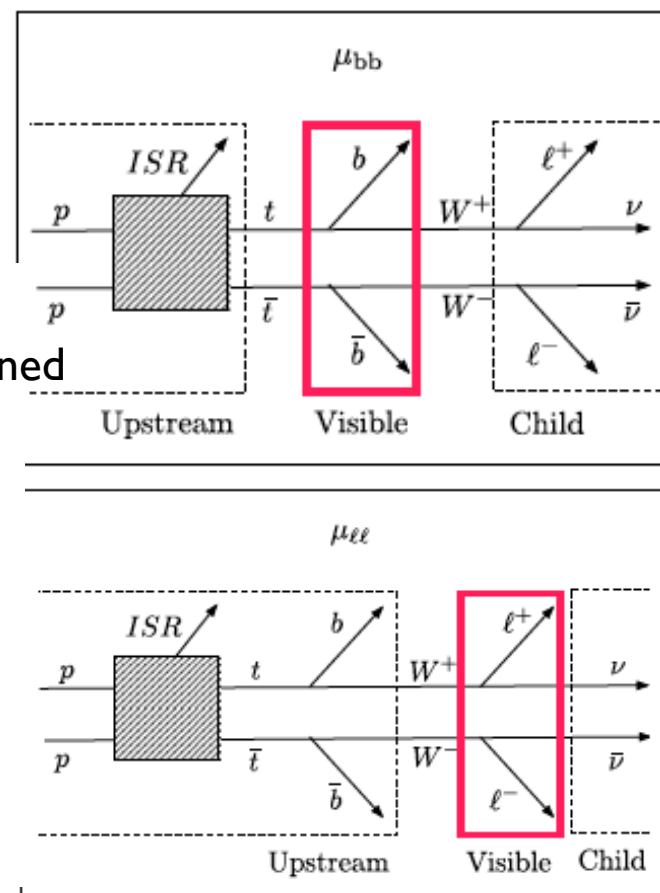 μbb
ISR b ℓ+
p t W+ ν
p t̄ W− ν̄
b̄ ℓ−
ned
Upstream Visible Child
μℓℓ
ISR b ℓ+
p t W+ ν
p t̄ W− ν̄
b̄ ℓ−
Upstream Visible Child